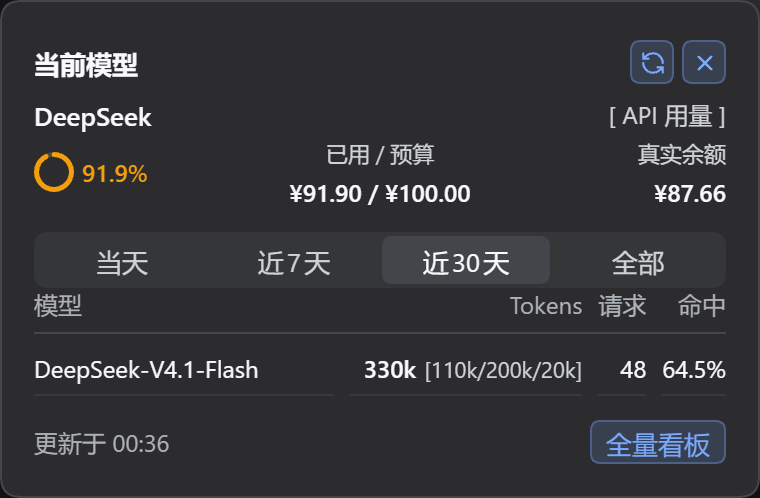 当前模型
DeepSeek [ API 用量 ]
91.9% 已用 / 预算 真实余额
¥91.90 / ¥100.00 ¥87.66
当天 近7天 近30天 全部
模型 Tokens 请求 命中
DeepSeek-V4.1-Flash 330k [110k/200k/20k] 48 64.5%
更新于 00:36 全量看板